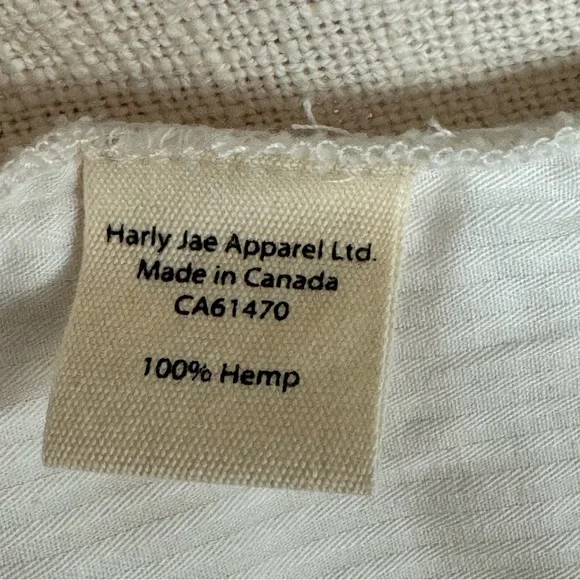 Harly Jae Apparel Ltd.
Made in Canada
CA61470
100% Hemp